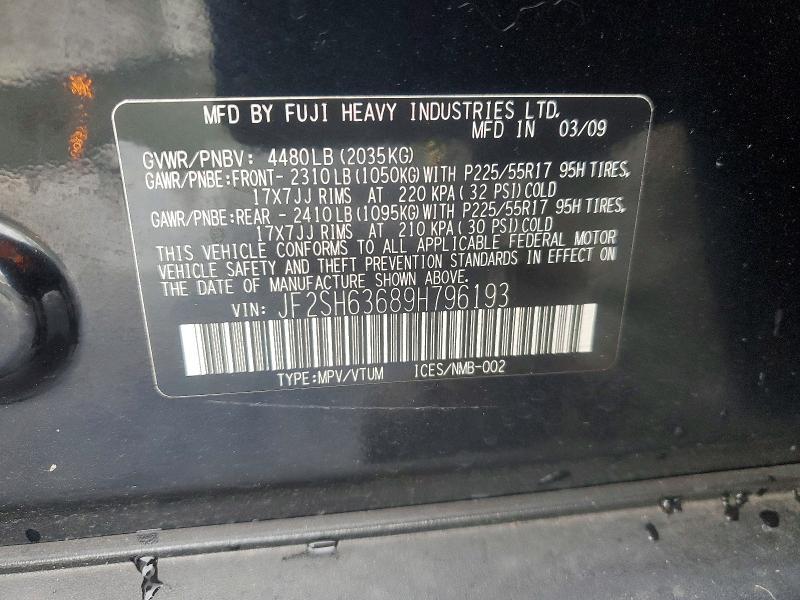 MFD BY FUJI HEAVY INDUSTRIES LTD.
MFD IN 03/09
GVWR/PNBV: 4480LB(2035KG)
GAWR/PNBE:FRONT-2310LB(1050KG)WITH P225/55R17 95H TIRES,
17X7JJ RIMS AT 220 KPA(32 PSI)COLD
GAWR/PNBE:REAR -2410LB(1095KG)WITH P225/55R17 95H TIRES,
17X7JJ RIMS AT 210 KPA(30 PSI)COLD
THIS VEHICLE CONFORMS TO ALL APPLICABLE FEDERAL MOTOR
VEHICLE SAFETY AND THEFT PREVENTION STANDARDS IN EFFECT ON
THE DATE OF MANUFACTURE SHOWN ABOVE.
VIN: JF2SH63689H796193
TYPE:MPV/VTUM ICES/NMB-002